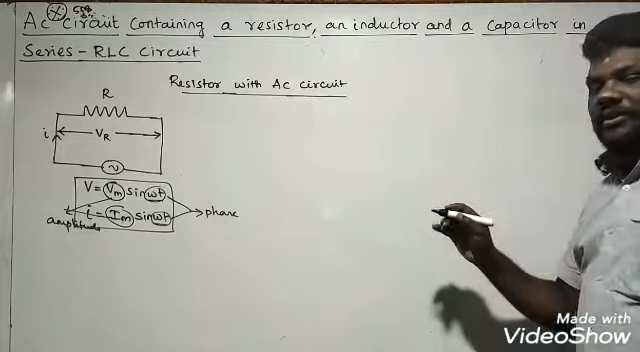 Ac circuit Containing a resistor, an inductor and a capacitor in
Series - RLC circuit
Resistor with Ac circuit
R
i
VR
~
V = Vm sin ωt
i = Im sin ωt
amplitude
phase
Made with
VideoShow